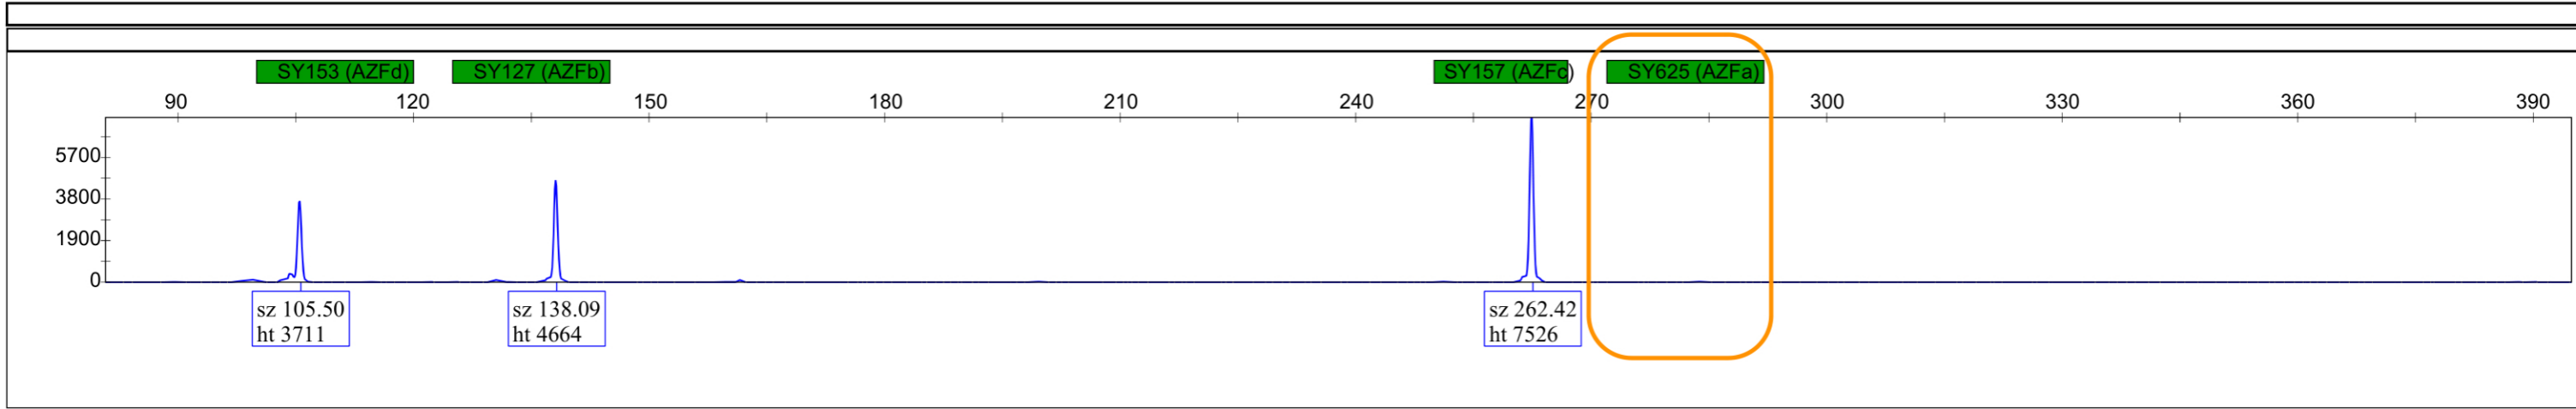 SY153 (AZFd) SY127 (AZFb) SY157 (AZFc) SY625 (AZFa)
90 120 150 180 210 240 270 300 330 360 390
5700
3800
1900
0
sz 105.50
ht 3711
sz 138.09
ht 4664
sz 262.42
ht 7526